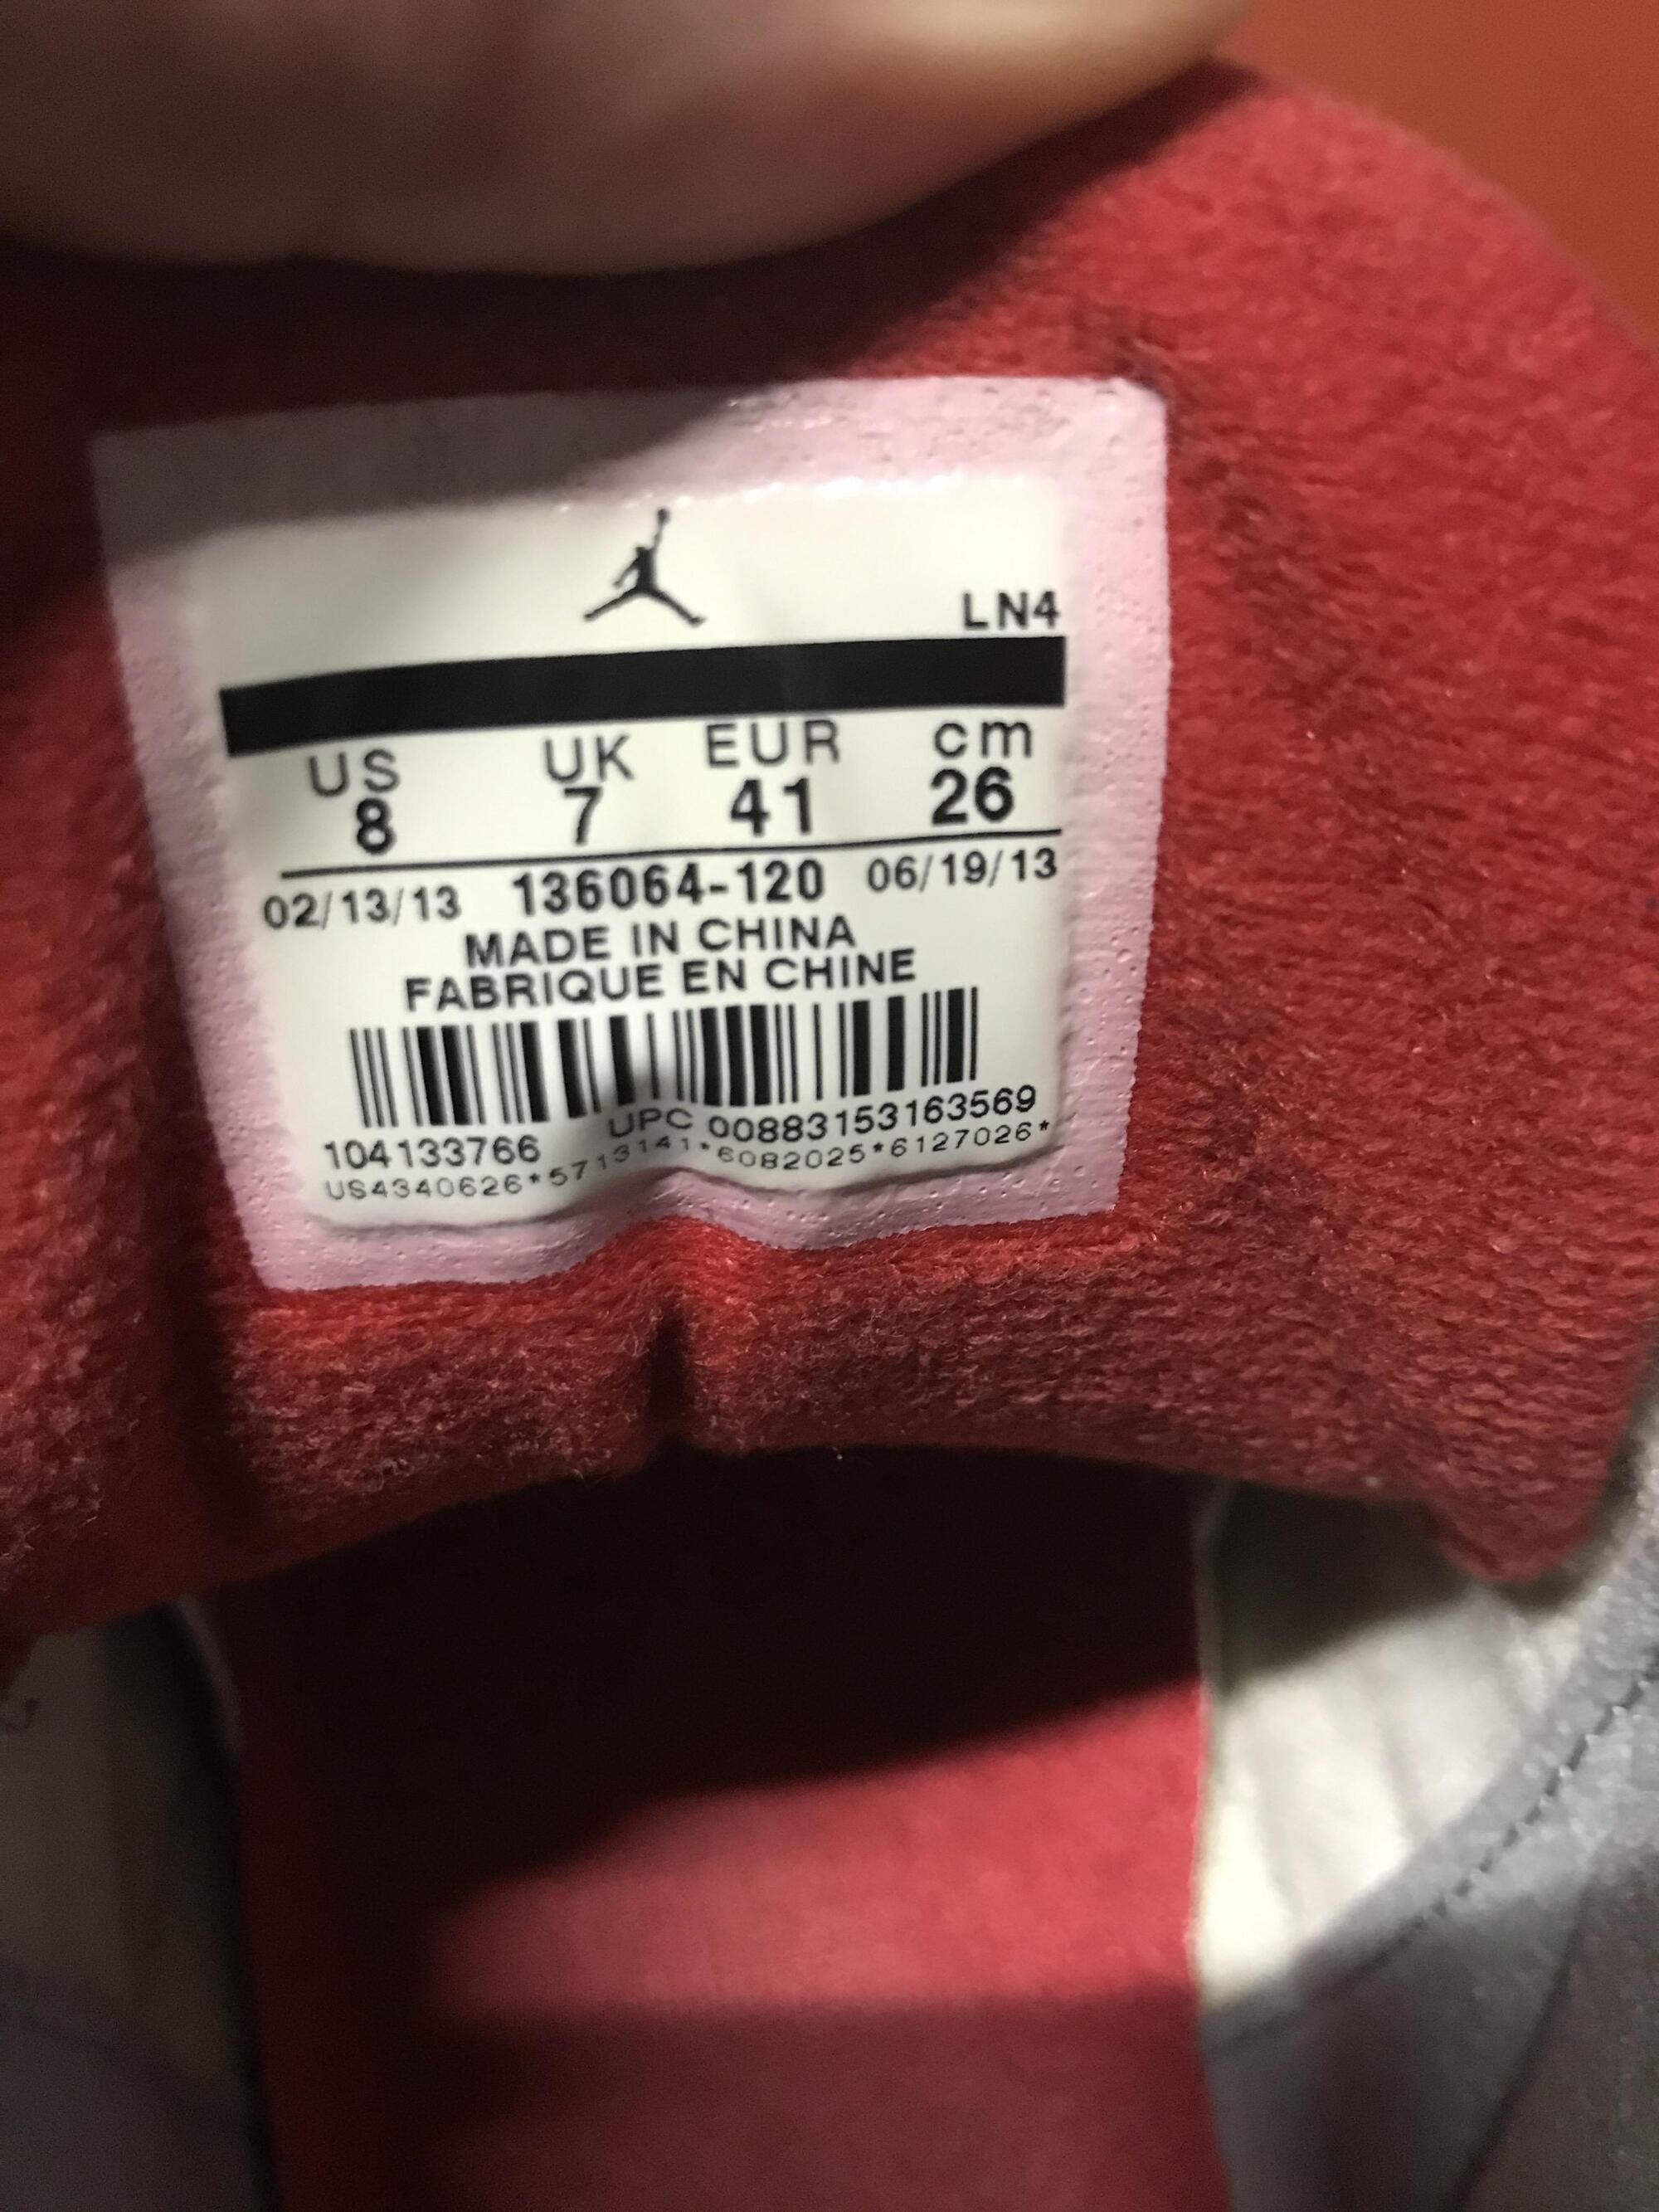 LN4
US UK EUR cm
8 7 41 26
02/13/13 136064-120 06/19/13
MADE IN CHINA
FABRIQUE EN CHINE
104133766 UPC 00883153163569
US4340626*5713141*6082025*6127026*